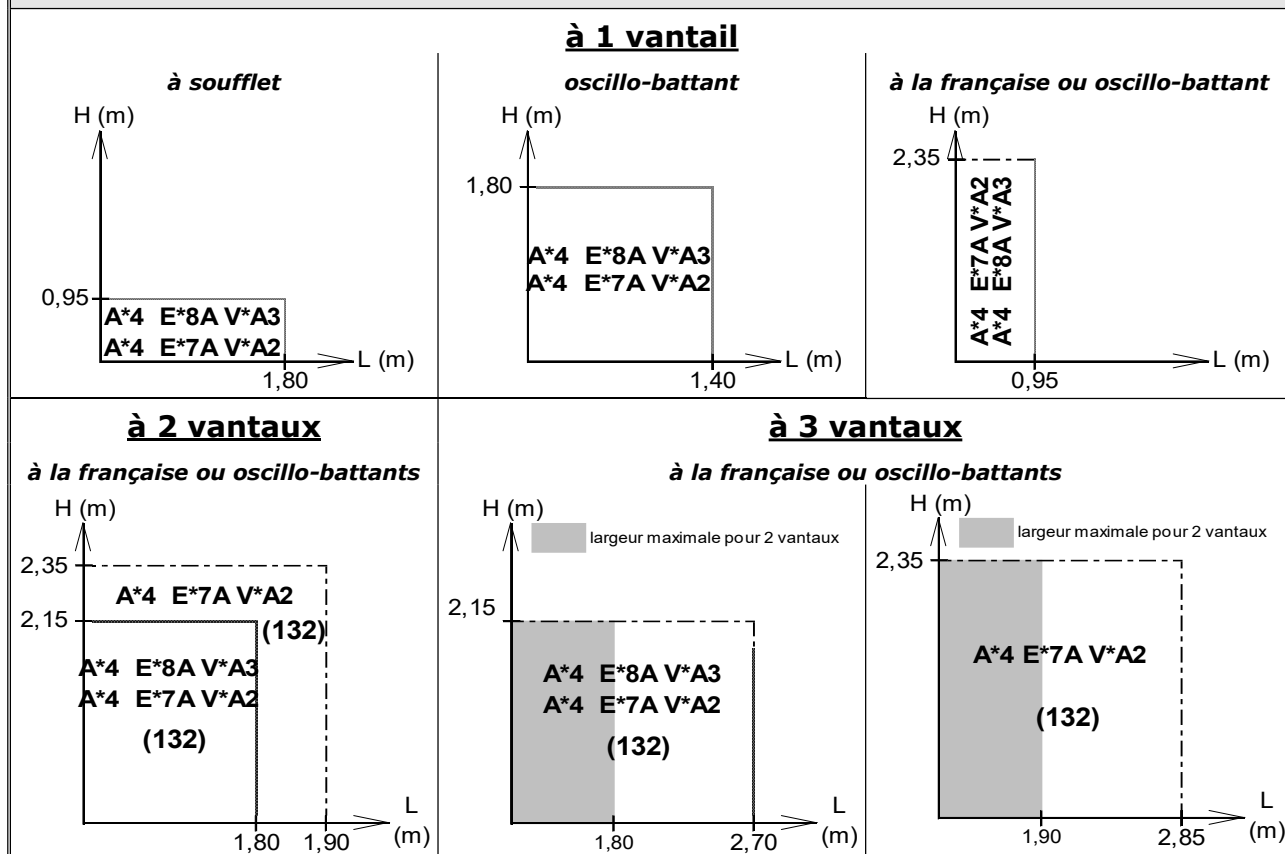 à 1 vantail
à soufflet
H (m)
0,95
A*4 E*8A V*A3
A*4 E*7A V*A2
L (m)
1,80
oscillo-battant
H (m)
1,80
A*4 E*8A V*A3
A*4 E*7A V*A2
L (m)
1,40
à la française ou oscillo-battant
H (m)
2,35
A*4 E*7A V*A2
A*4 E*8A V*A3
L (m)
0,95
à 2 vantaux
à la française ou oscillo-battants
H (m)
2,35
A*4 E*7A V*A2
2,15
(132)
A*4 E*8A V*A3
A*4 E*7A V*A2
(132)
L
(m)
1,80 1,90
à 3 vantaux
à la française ou oscillo-battants
H (m)
largeur maximale pour 2 vantaux
2,15
A*4 E*8A V*A3
A*4 E*7A V*A2
(132)
L
(m)
1,80 2,70
H (m)
largeur maximale pour 2 vantaux
2,35
A*4 E*7A V*A2
(132)
L
(m)
1,90 2,85